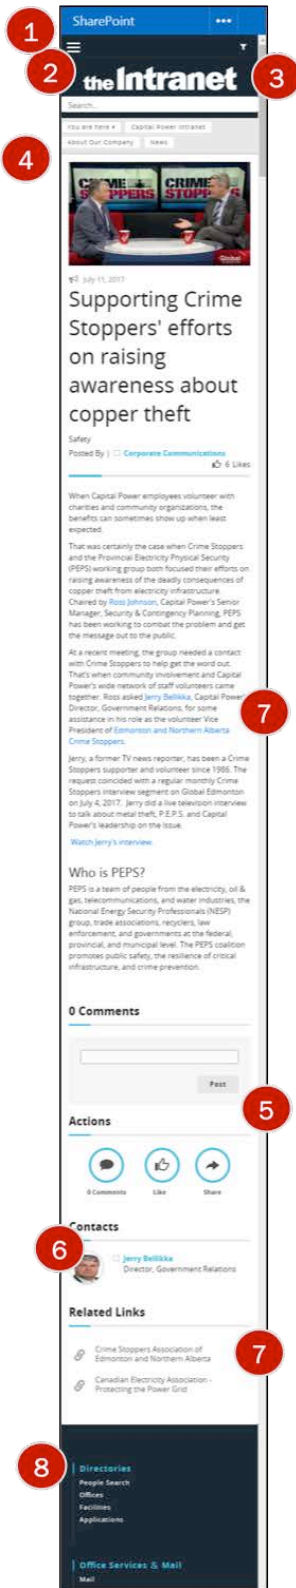 SharePoint
1
2
the Intranet
3
Search...
You are here
Capital Power Intranet
About Our Company
News
4
CRIME STOPPERS
CRIME STOPP
Global
July 11, 2017
Supporting Crime
Stoppers' efforts
on raising
awareness about
copper theft
Safety
Posted By | Corporate Communications
6 Likes
When Capital Power employees volunteer with
charities and community organizations, the
benefits can sometimes show up when least
expected.
That was certainly the case when Crime Stoppers
and the Provincial Electricity Physical Security
(PEPS) working group both focused their efforts on
raising awareness of the deadly consequences of
copper theft from electricity infrastructure.
Chaired by Ross Johnson, Capital Power's Senior
Manager, Security & Contingency Planning, PEPS
has been working to combat the problem and get
the message out to the public.
At a recent meeting, the group needed a contact
with Crime Stoppers to help get the word out.
That's when community involvement and Capital
Power's wide network of staff volunteers came
together. Ross asked Jerry Bellikka, Capital Power's
Director, Government Relations, for some
assistance in his role as the volunteer Vice
President of Edmonton and Northern Alberta
Crime Stoppers.
7
Jerry, a former TV news reporter, has been a Crime
Stoppers supporter and volunteer since 1986. The
request coincided with a regular monthly Crime
Stoppers interview segment on Global Edmonton
on July 4, 2017. Jerry did a live television interview
to talk about metal theft, P.E.P.S. and Capital
Power's leadership on the issue.
Watch Jerry's interview.
Who is PEPS?
PEPS is a team of people from the electricity, oil &
gas, telecommunications, and water industries, the
National Energy Security Professionals (NESP)
group, trade associations, recyclers, law
enforcement, and governments at the federal,
provincial, and municipal level. The PEPS coalition
promotes public safety, the resilience of critical
infrastructure, and crime prevention.
0 Comments
Post
5
Actions
0 Comments
Like
Share
Contacts
6
Jerry Bellikka
Director, Government Relations
Related Links
7
Crime Stoppers Association of
Edmonton and Northern Alberta
Canadian Electricity Association -
Protecting the Power Grid
8
Directories
People Search
Offices
Facilities
Applications
Office Services & Mail
Mail